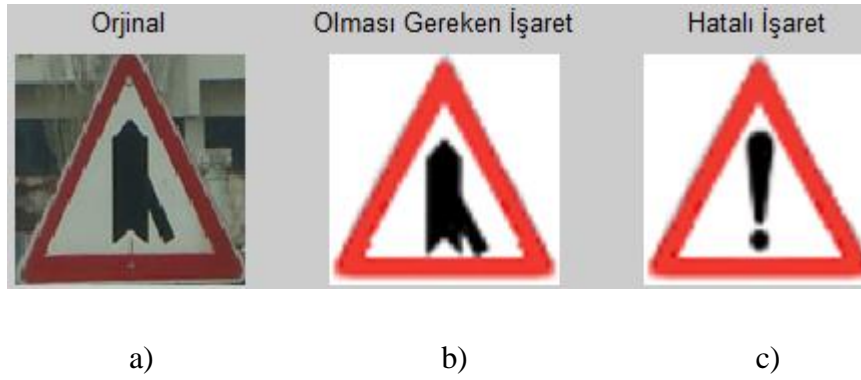 Orjinal
Olması Gereken İşaret
Hatalı İşaret
a)
b)
c)